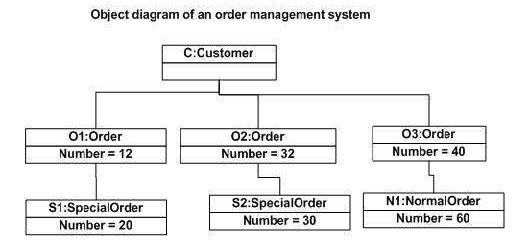 Object diagram of an order management system
C:Customer
O1:Order
Number = 12
O2:Order
Number = 32
O3:Order
Number = 40
S1:SpecialOrder
Number = 20
S2:SpecialOrder
Number = 30
N1:NormalOrder
Number = 60